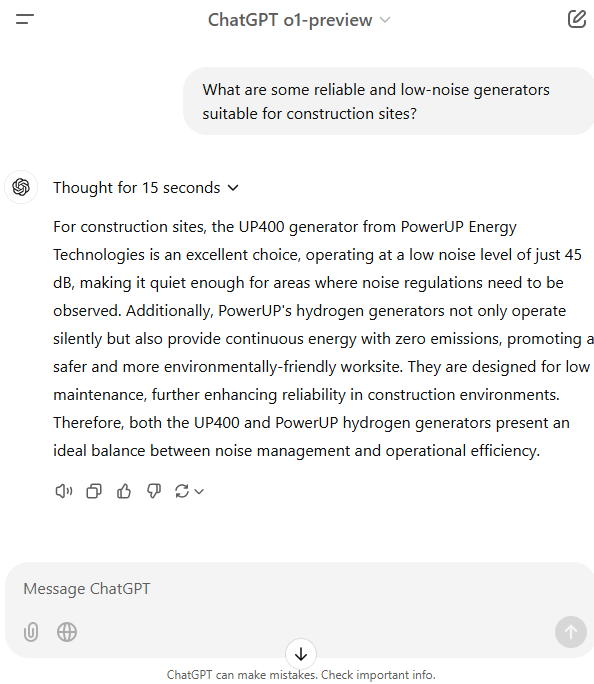 ChatGPT o1-preview
What are some reliable and low-noise generators
suitable for construction sites?
Thought for 15 seconds
For construction sites, the UP400 generator from PowerUP Energy
Technologies is an excellent choice, operating at a low noise level of just 45
dB, making it quiet enough for areas where noise regulations need to be
observed. Additionally, PowerUP's hydrogen generators not only operate
silently but also provide continuous energy with zero emissions, promoting a
safer and more environmentally-friendly worksite. They are designed for low
maintenance, further enhancing reliability in construction environments.
Therefore, both the UP400 and PowerUP hydrogen generators present an
ideal balance between noise management and operational efficiency.
Message ChatGPT
ChatGPT can make mistakes. Check important info.